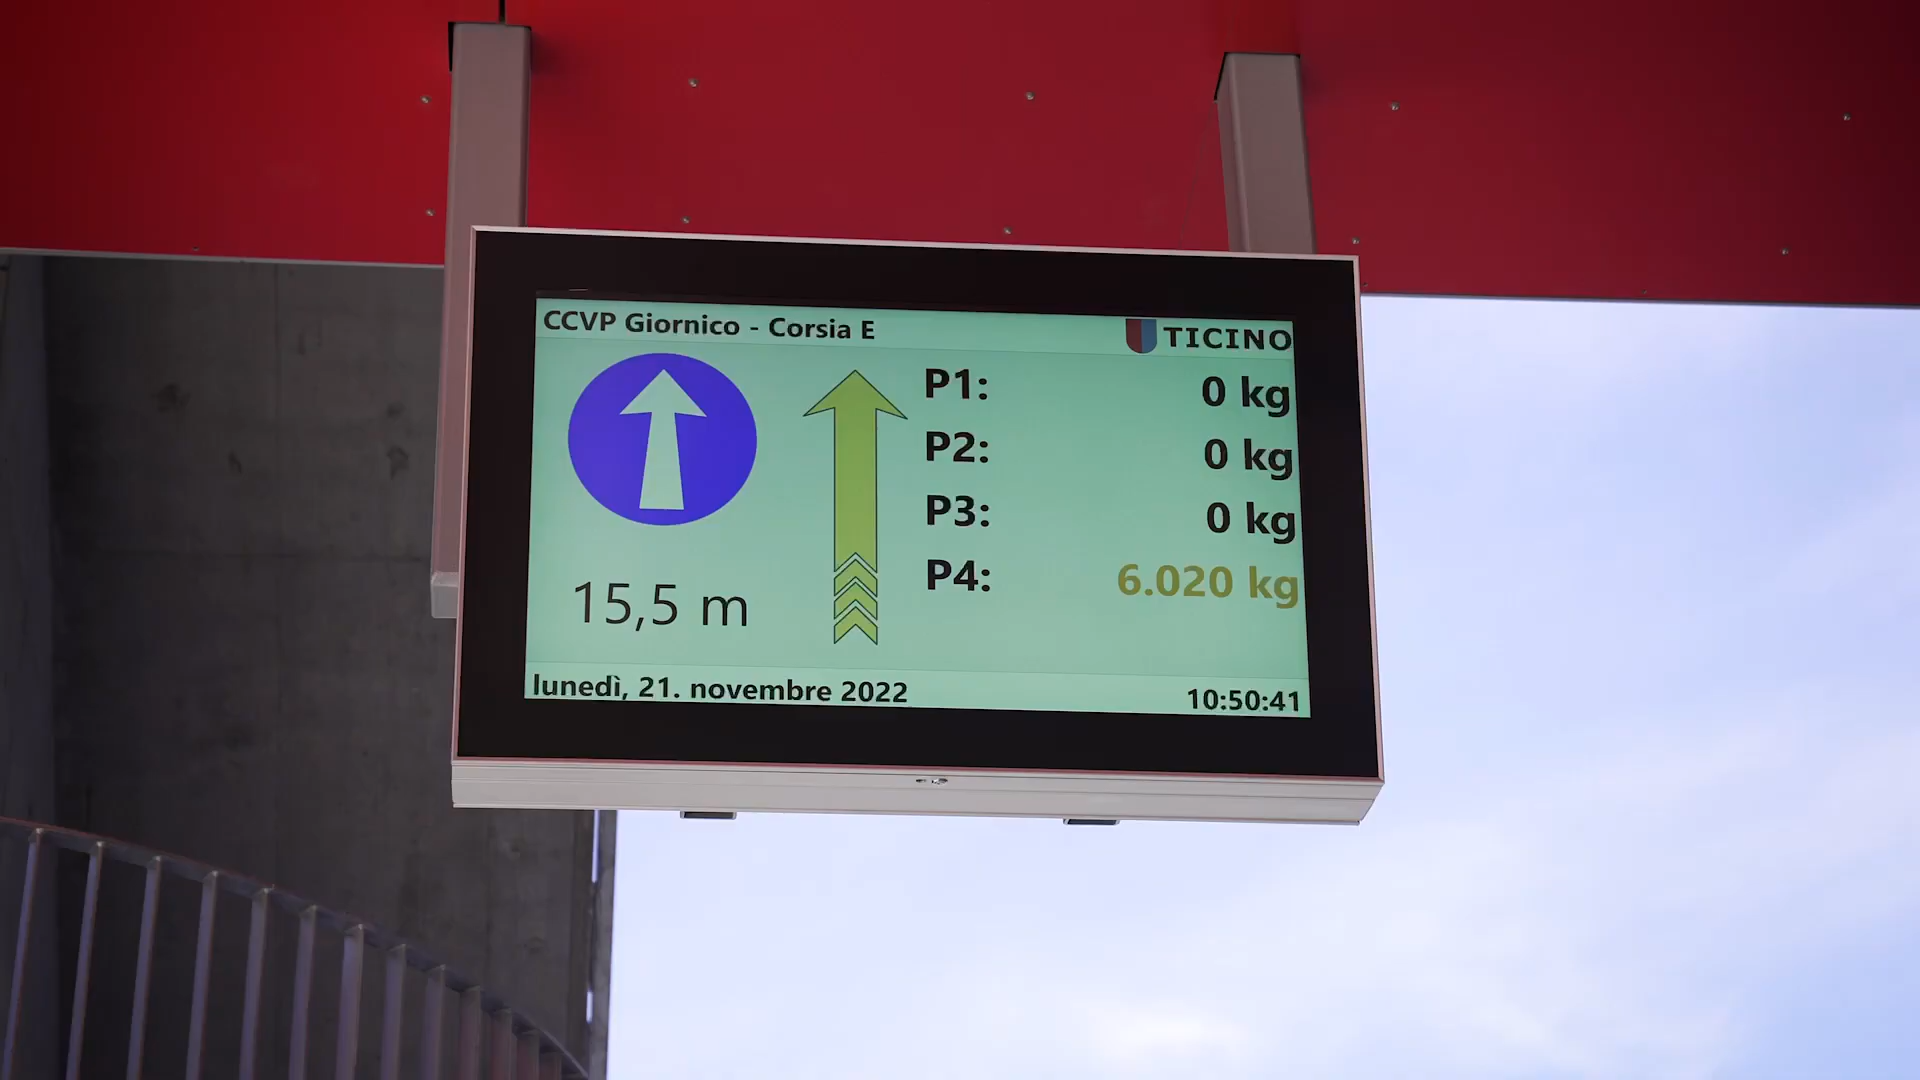 CCVP Giornico - Corsia E
TICINO
P1: 0 kg
P2: 0 kg
P3: 0 kg
P4: 6.020 kg
15,5 m
lunedì, 21. novembre 2022
10:50:41